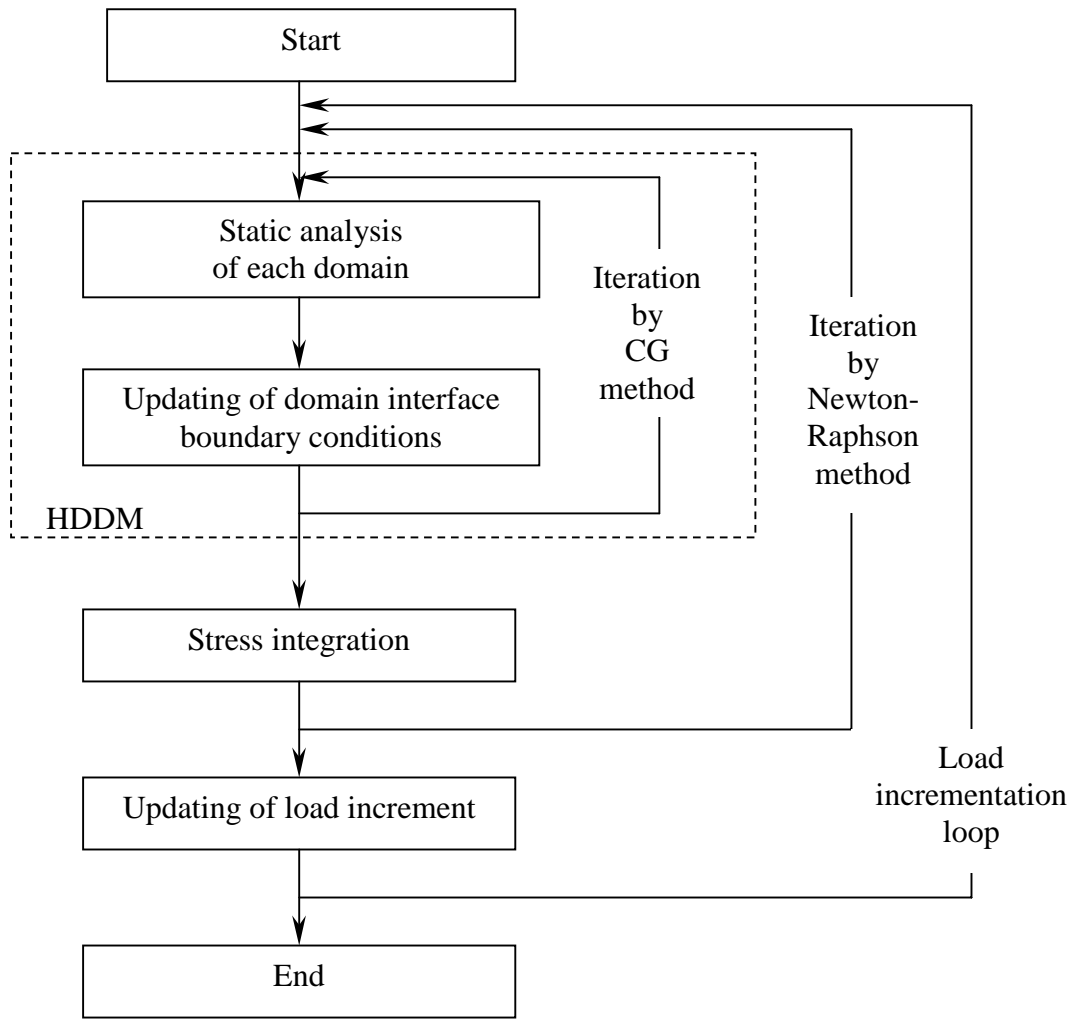 Start
Static analysis
of each domain
Updating of domain interface
boundary conditions
HDDM
Iteration
by
CG
method
Iteration
by
Newton-
Raphson
method
Stress integration
Updating of load increment
Load
incrementation
loop
End